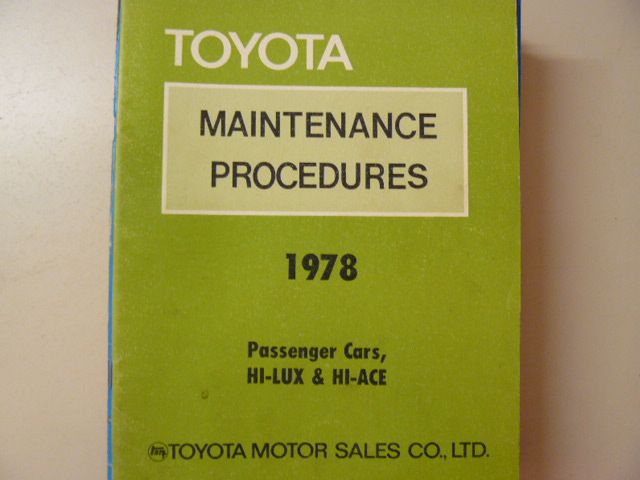 TOYOTA
MAINTENANCE
PROCEDURES
1978
Passenger Cars,
HI-LUX & HI-ACE
TOYOTA MOTOR SALES CO., LTD.